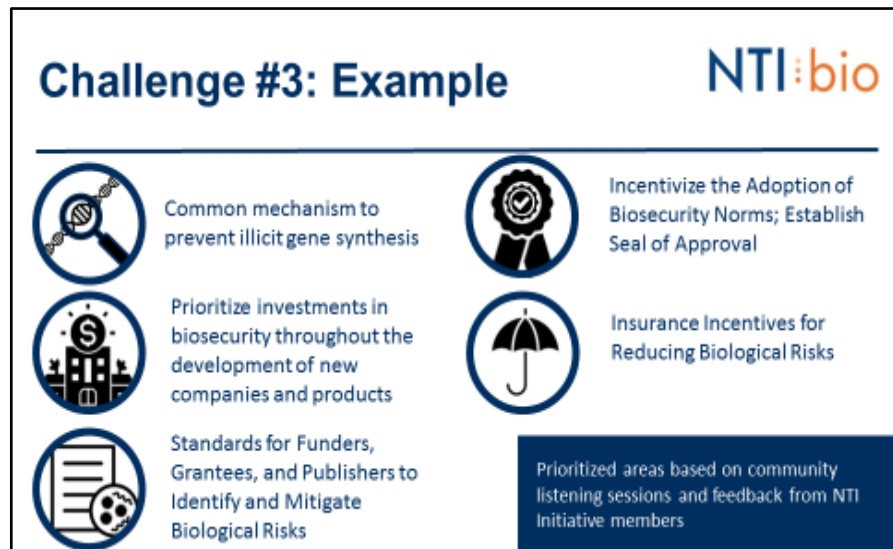 Challenge #3: Example
NTI:bio
Common mechanism to
prevent illicit gene synthesis
Prioritize investments in
biosecurity throughout the
development of new
companies and products
Standards for Funders,
Grantees, and Publishers to
Identify and Mitigate
Biological Risks
Incentivize the Adoption of
Biosecurity Norms; Establish
Seal of Approval
Insurance Incentives for
Reducing Biological Risks
Prioritized areas based on community
listening sessions and feedback from NTI
Initiative members